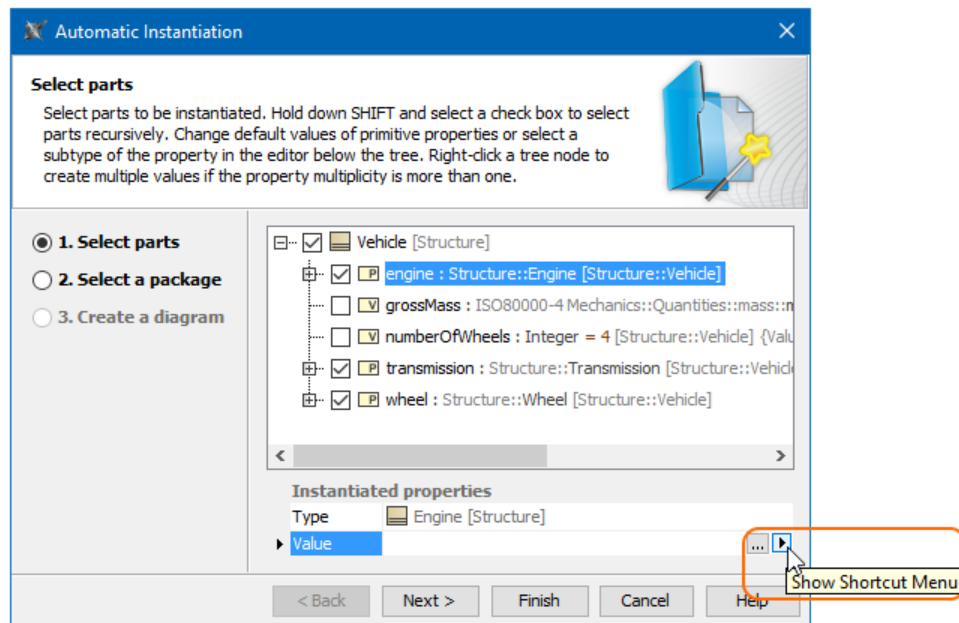 Automatic Instantiation
Select parts
Select parts to be instantiated. Hold down SHIFT and select a check box to select
parts recursively. Change default values of primitive properties or select a
subtype of the property in the editor below the tree. Right-click a tree node to
create multiple values if the property multiplicity is more than one.
1. Select parts
2. Select a package
3. Create a diagram
Vehicle [Structure]
P engine : Structure::Engine [Structure::Vehicle]
V grossMass : ISO80000-4 Mechanics::Quantities::mass::m
V numberOfWheels : Integer = 4 [Structure::Vehicle] {Valu
P transmission : Structure::Transmission [Structure::Vehicle
P wheel : Structure::Wheel [Structure::Vehicle]
Instantiated properties
Type Engine [Structure]
Value ...
Show Shortcut Menu
< Back Next > Finish Cancel Help